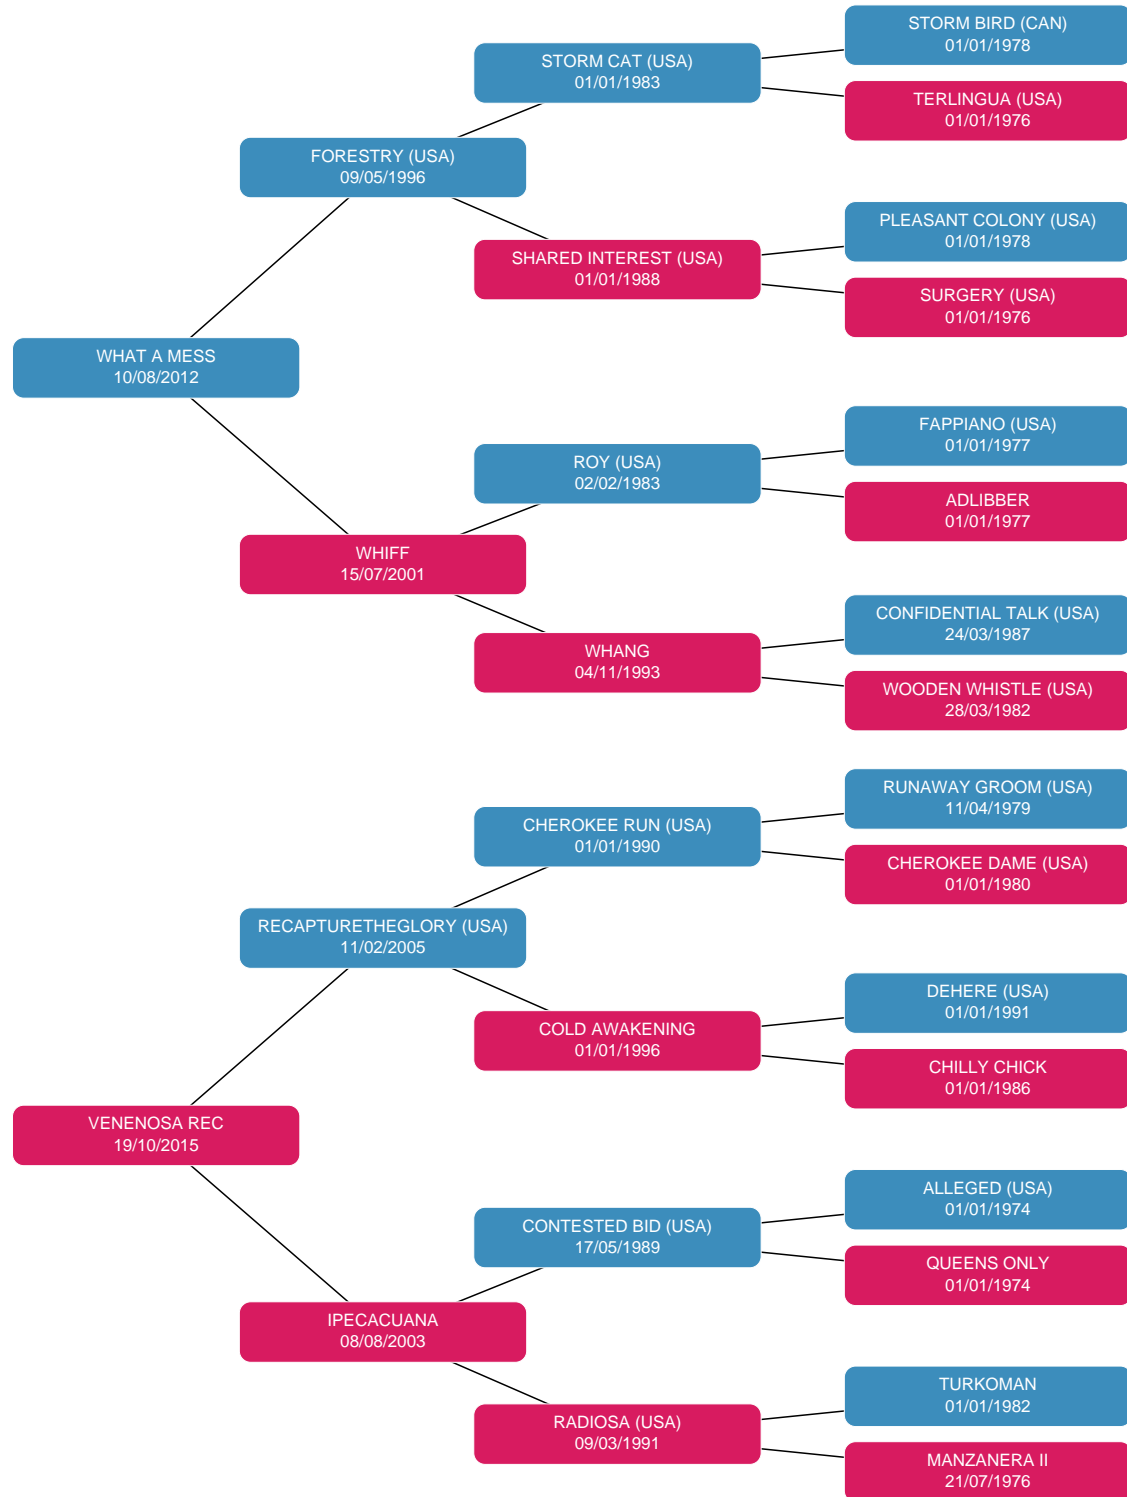 STORM BIRD (CAN)
01/01/1978
STORM CAT (USA)
01/01/1983
TERLINGUA (USA)
01/01/1976
FORESTRY (USA)
09/05/1996
PLEASANT COLONY (USA)
01/01/1978
SHARED INTEREST (USA)
01/01/1988
SURGERY (USA)
01/01/1976
WHAT A MESS
10/08/2012
FAPPIANO (USA)
01/01/1977
ROY (USA)
02/02/1983
ADLIBBER
01/01/1977
WHIFF
15/07/2001
CONFIDENTIAL TALK (USA)
24/03/1987
WHANG
04/11/1993
WOODEN WHISTLE (USA)
28/03/1982
RUNAWAY GROOM (USA)
11/04/1979
CHEROKEE RUN (USA)
01/01/1990
CHEROKEE DAME (USA)
01/01/1980
RECAPTURETHEGLORY (USA)
11/02/2005
DEHERE (USA)
01/01/1991
COLD AWAKENING
01/01/1996
CHILLY CHICK
01/01/1986
VENENOSA REC
19/10/2015
ALLEGED (USA)
01/01/1974
CONTESTED BID (USA)
17/05/1989
QUEENS ONLY
01/01/1974
IPECACUANA
08/08/2003
TURKOMAN
01/01/1982
RADIOSA (USA)
09/03/1991
MANZANERA II
21/07/1976